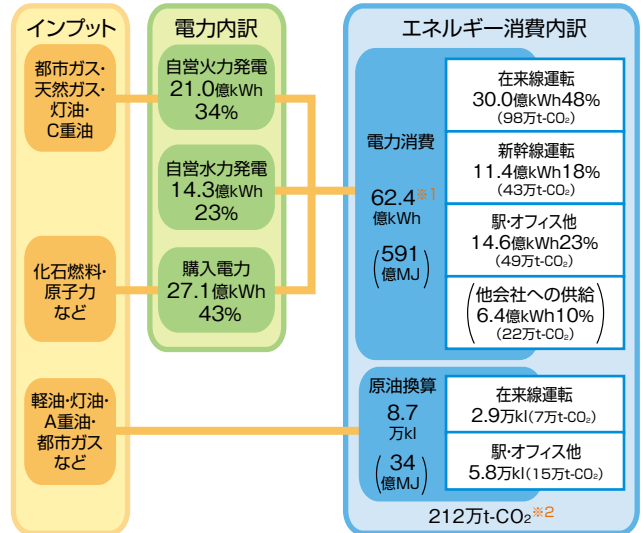 インプット
都市ガス・
天然ガス・
灯油・
C重油
化石燃料・
原子力
など
軽油・灯油・
A重油・
都市ガス
など
電力内訳
自営火力発電
21.0億kWh
34%
自営水力発電
14.3億kWh
23%
購入電力
27.1億kWh
43%
エネルギー消費内訳
電力消費
62.4※1
億kWh
(591
億MJ)
在来線運転
30.0億kWh48%
(98万t-CO₂)
新幹線運転
11.4億kWh18%
(43万t-CO₂)
駅・オフィス他
14.6億kWh23%
(49万t-CO₂)
(他会社への供給
6.4億kWh10%
(22万t-CO₂))
原油換算
8.7
万kl
(34
億MJ)
在来線運転
2.9万kl(7万t-CO₂)
駅・オフィス他
5.8万kl(15万t-CO₂)
212万t-CO₂※2